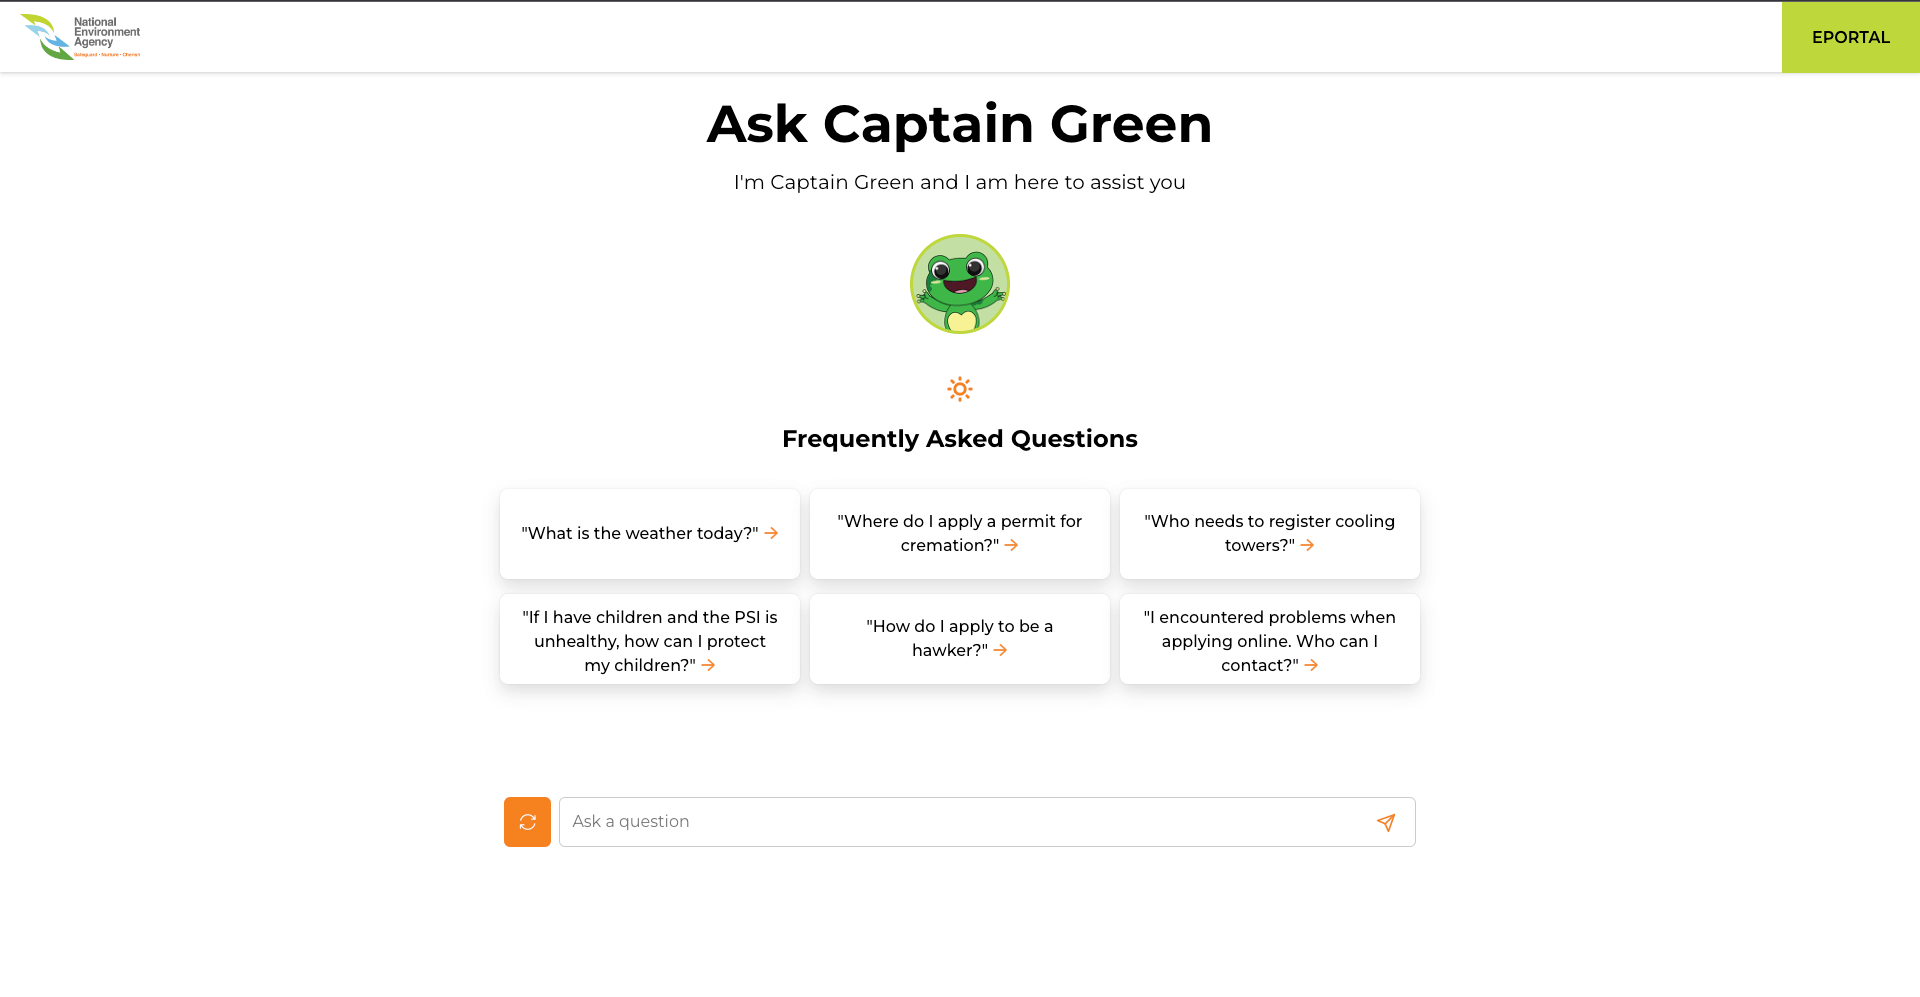 National
Environment
Agency
Safeguard • Nurture • Cherish
EPORTAL
Ask Captain Green
I'm Captain Green and I am here to assist you
Frequently Asked Questions
"What is the weather today?" →
"Where do I apply a permit for
cremation?" →
"Who needs to register cooling
towers?" →
"If I have children and the PSI is
unhealthy, how can I protect
my children?" →
"How do I apply to be a
hawker?" →
"I encountered problems when
applying online. Who can I
contact?" →
Ask a question